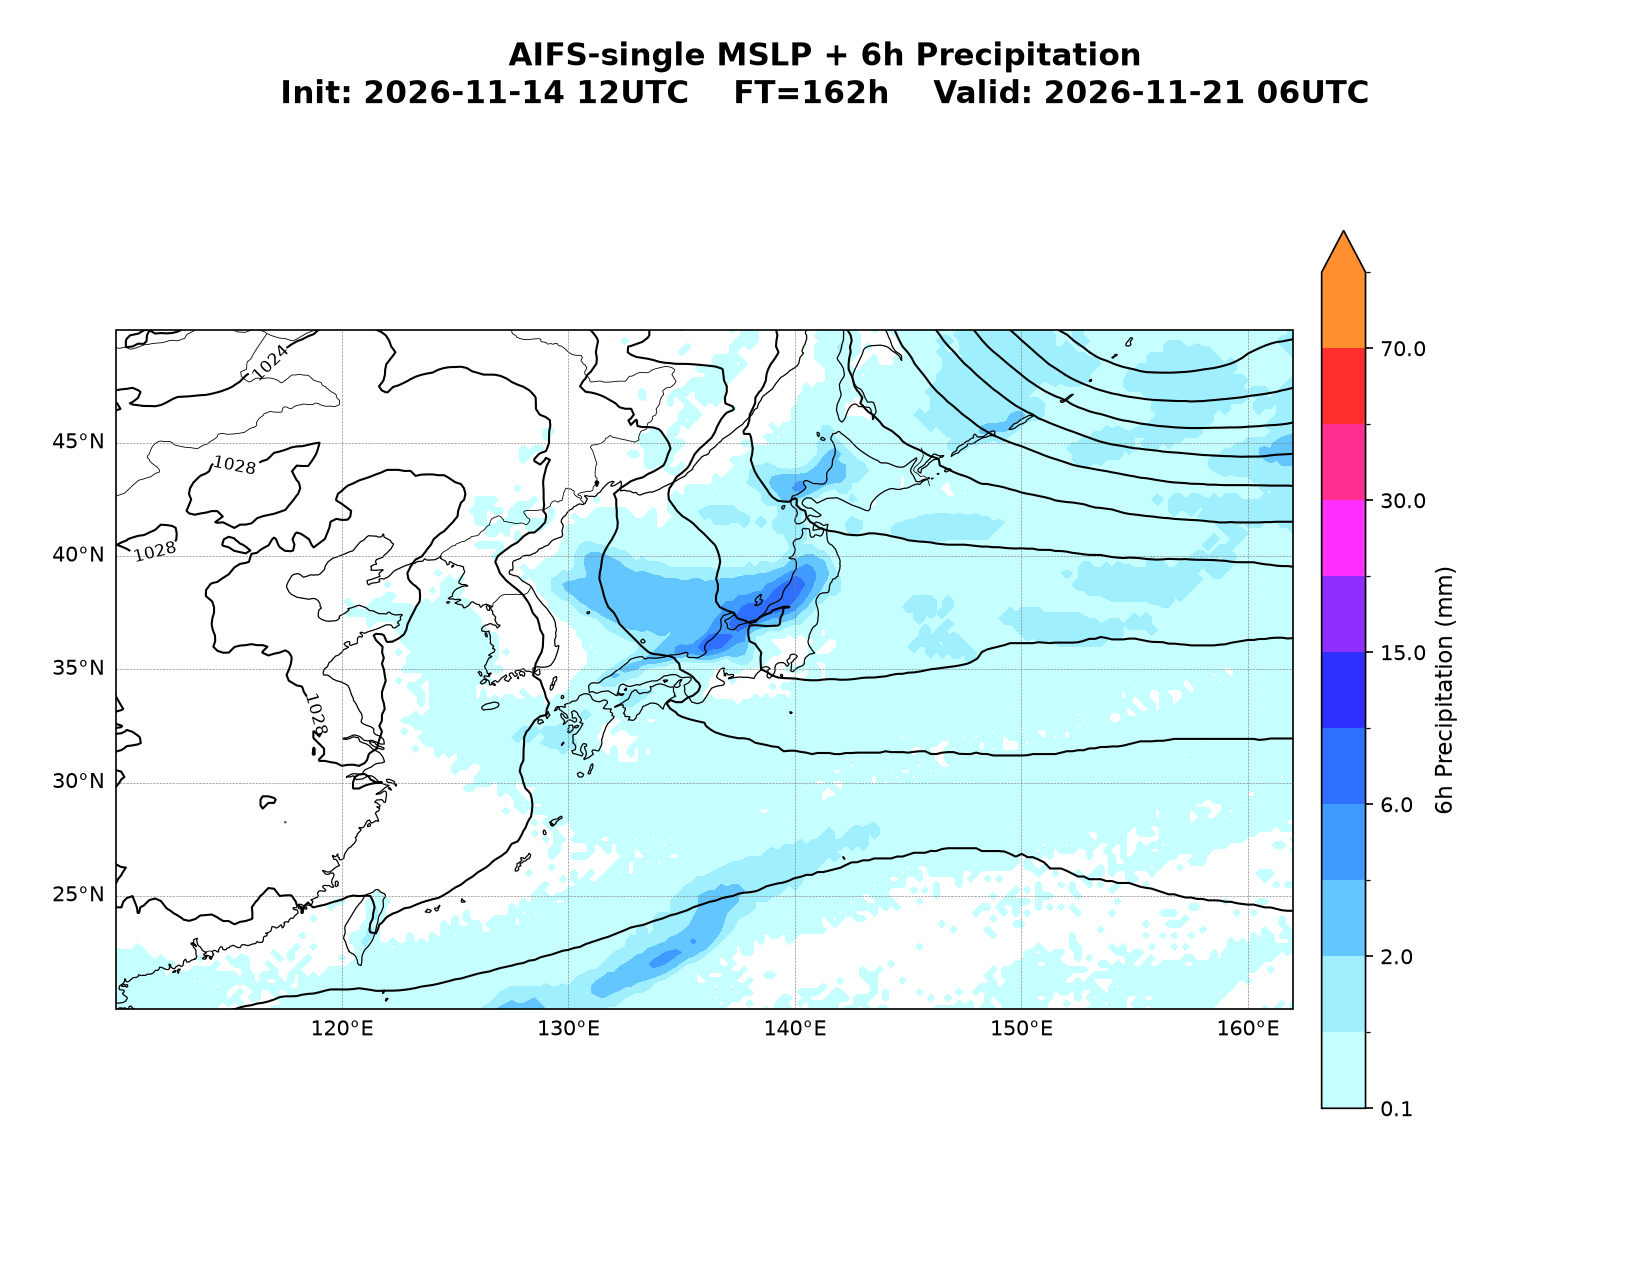 AIFS-single MSLP + 6h Precipitation
Init: 2026-11-14 12UTC    FT=162h    Valid: 2026-11-21 06UTC
1024
1028
1028
1028
45°N
40°N
35°N
30°N
25°N
120°E
130°E
140°E
150°E
160°E
70.0
30.0
15.0
6.0
2.0
0.1
6h Precipitation (mm)